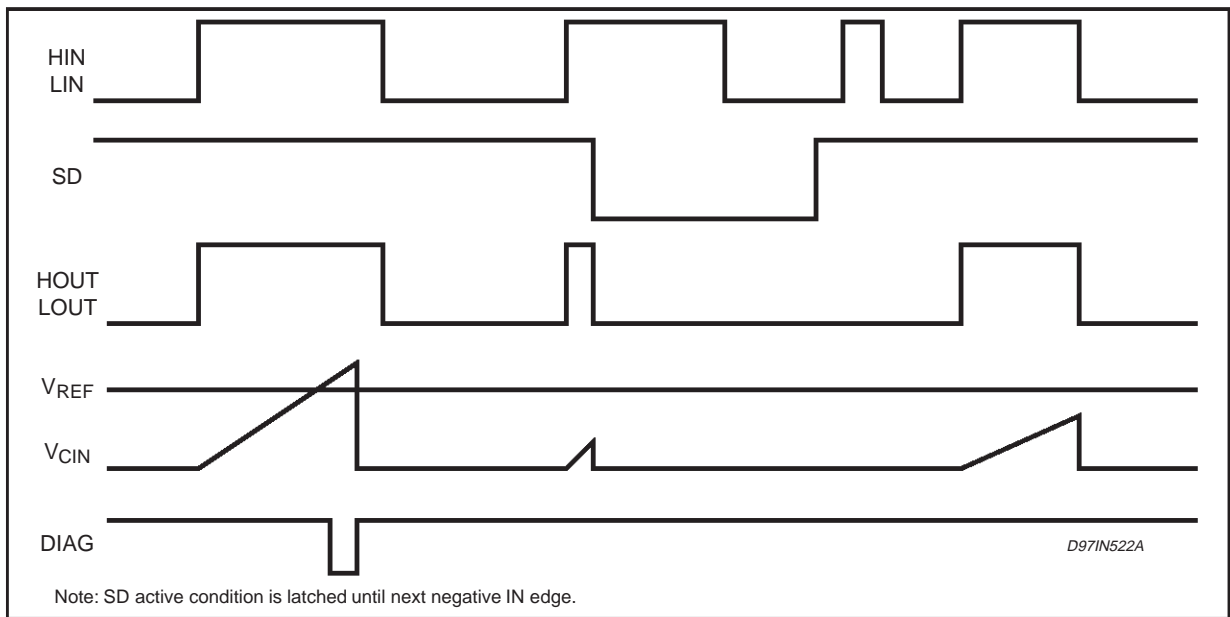 HIN
LIN
SD
HOUT
LOUT
VREF
VCIN
DIAG
D97IN522A
Note: SD active condition is latched until next negative IN edge.